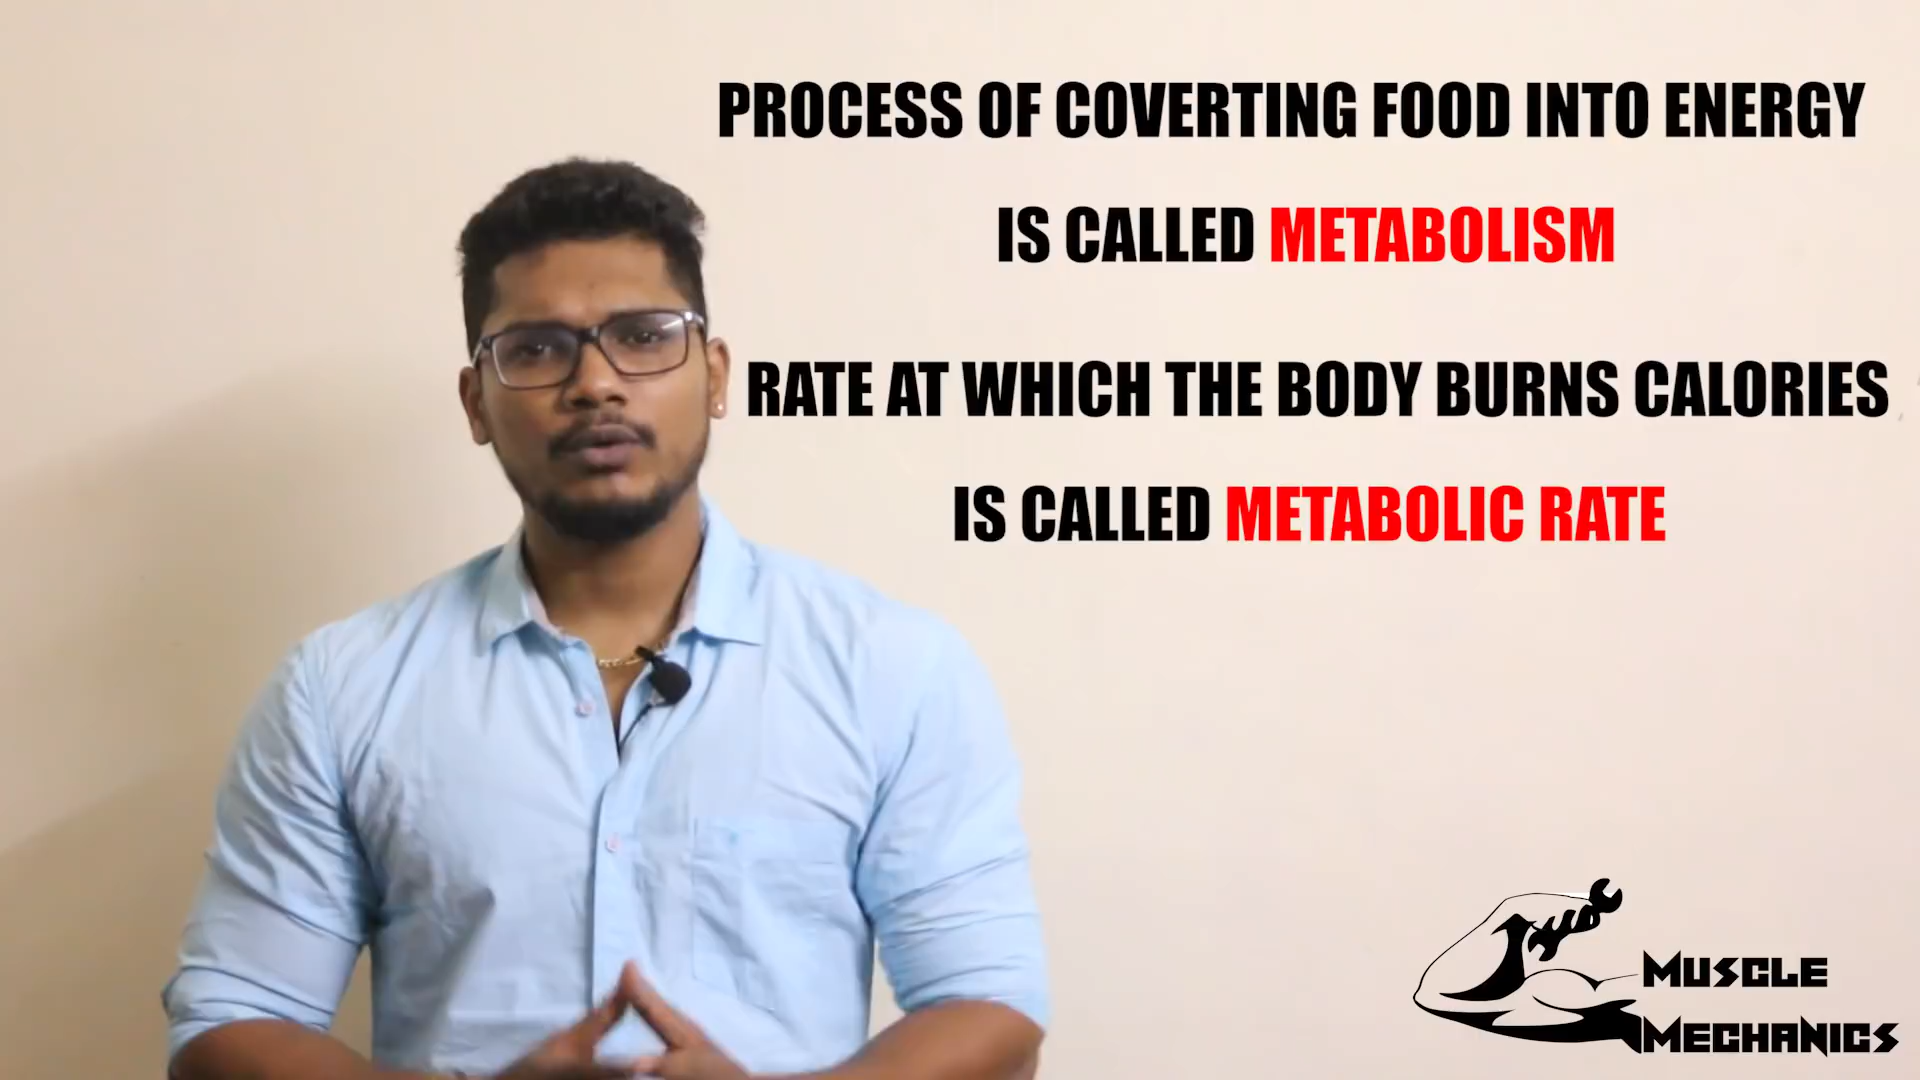 PROCESS OF COVERTING FOOD INTO ENERGY
IS CALLED METABOLISM
RATE AT WHICH THE BODY BURNS CALORIES
IS CALLED METABOLIC RATE
MUSCLE
MECHANICS